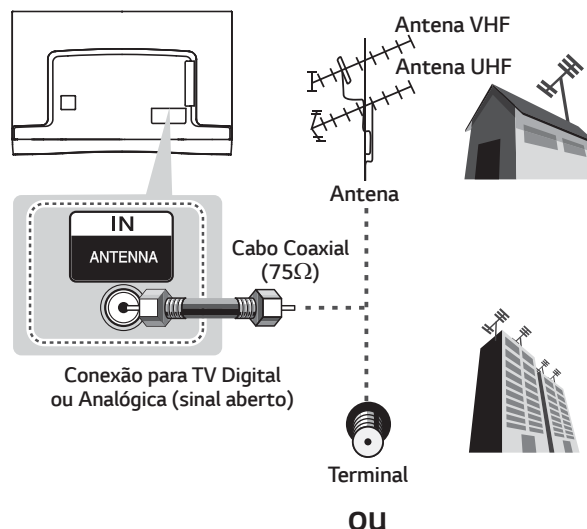 Antena VHF
Antena UHF
Antena
IN
ANTENNA
Cabo Coaxial
(75Ω)
Conexão para TV Digital
ou Analógica (sinal aberto)
Terminal
ou